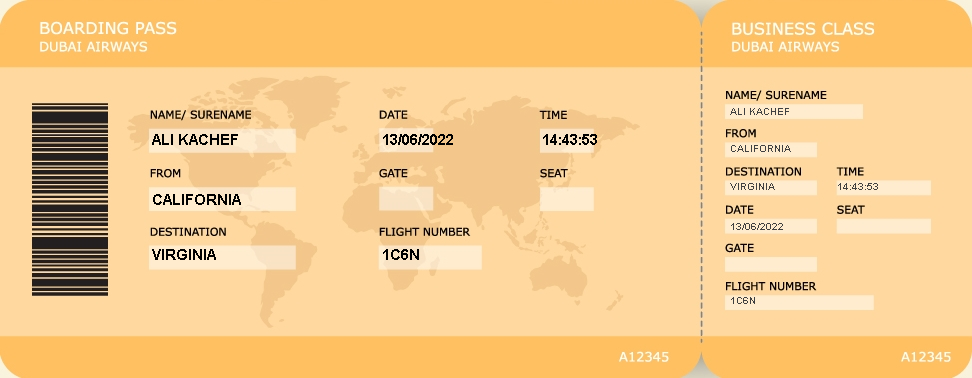 BOARDING PASS
DUBAI AIRWAYS
NAME/ SURENAME
DATE
TIME
ALI KACHEF
13/06/2022
14:43:53
FROM
GATE
SEAT
CALIFORNIA
DESTINATION
FLIGHT NUMBER
VIRGINIA
1C6N
A12345
BUSINESS CLASS
DUBAI AIRWAYS
NAME/ SURENAME
ALI KACHEF
FROM
CALIFORNIA
DESTINATION
TIME
VIRGINIA
14:43:53
DATE
SEAT
13/06/2022
GATE
FLIGHT NUMBER
1C6N
A12345